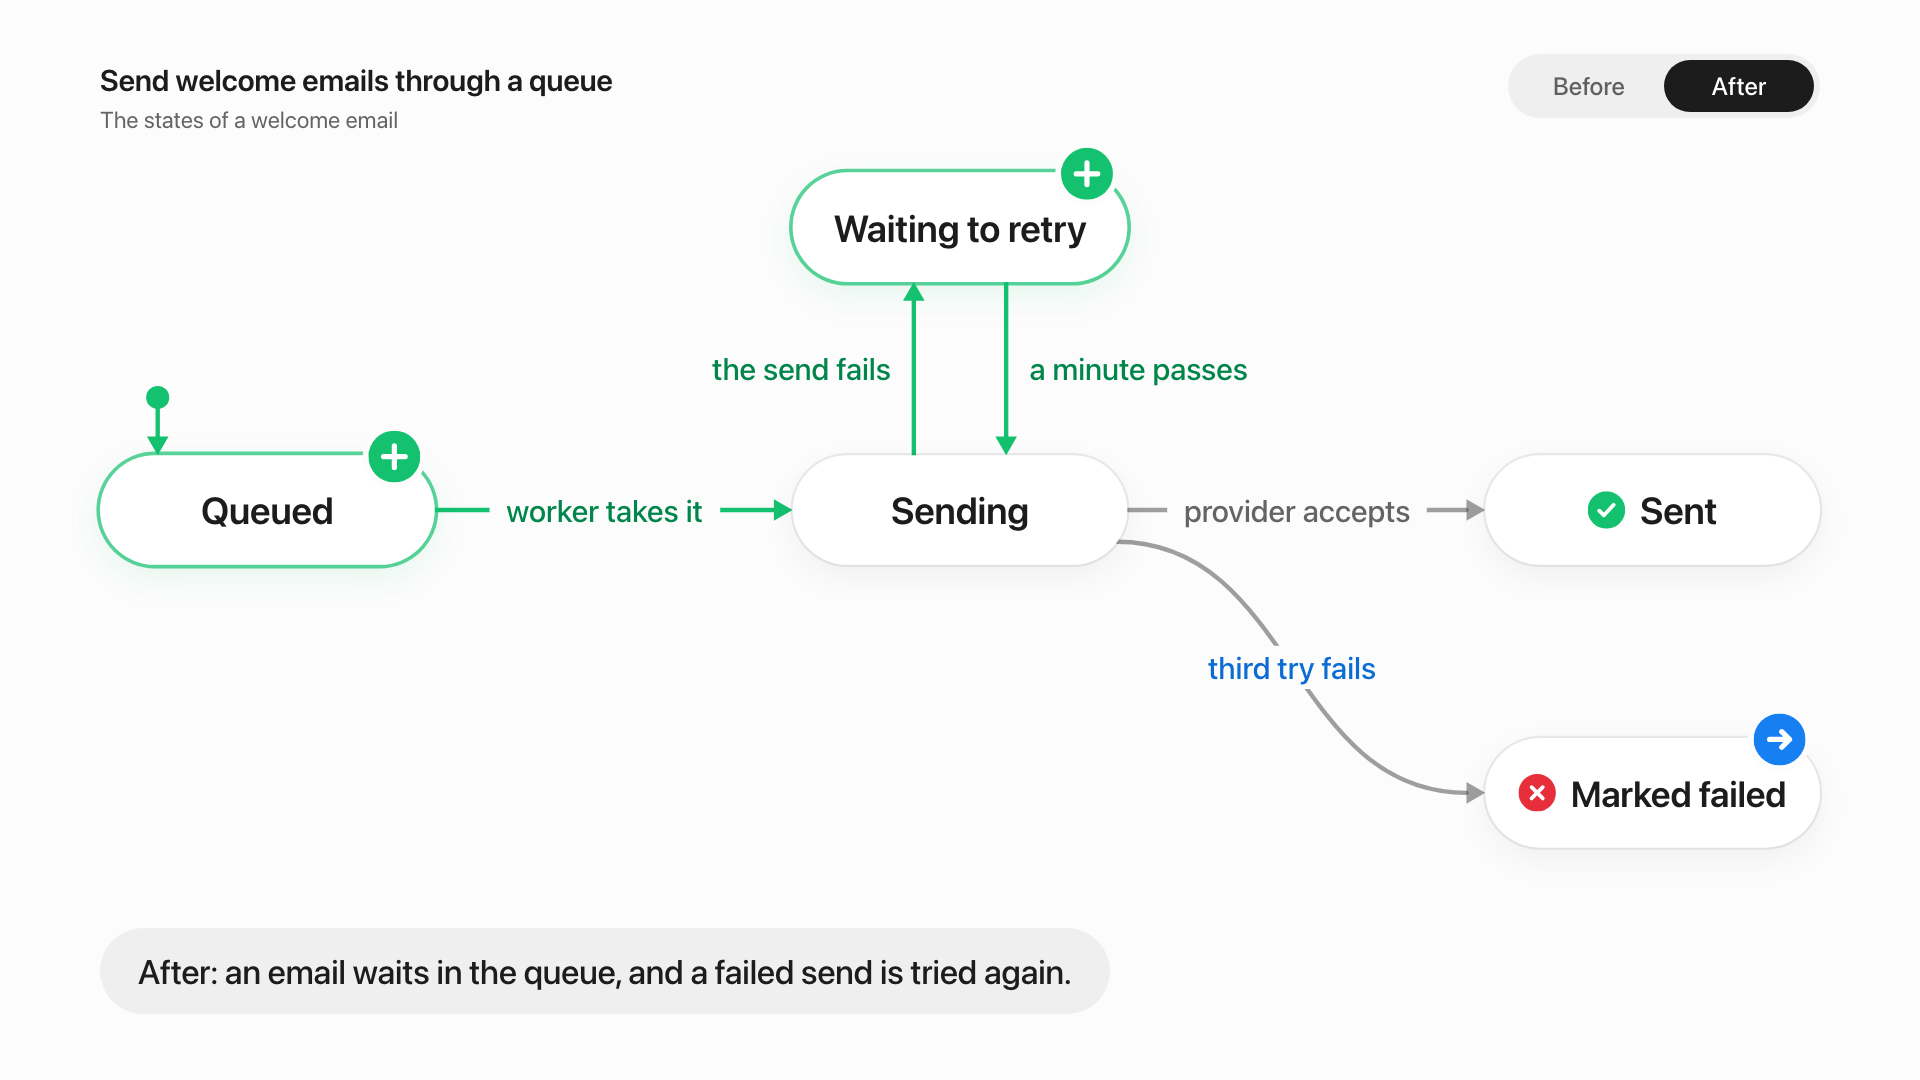 Send welcome emails through a queue
The states of a welcome email
Before
After
Waiting to retry
the send fails
a minute passes
Queued
worker takes it
Sending
provider accepts
Sent
third try fails
Marked failed
After: an email waits in the queue, and a failed send is tried again.